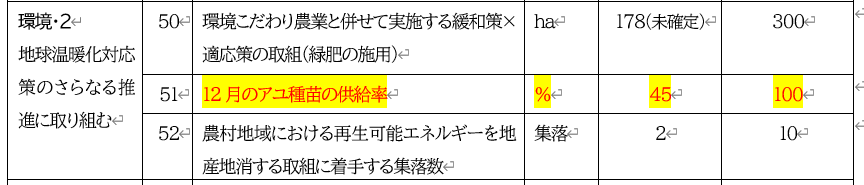 環境・2
地球温暖化対応
策のさらなる推
進に取り組む
50
環境こだわり農業と併せて実施する緩和策×
適応策の取組(緑肥の施用)
ha
178(未確定)
300
51
12月のアユ種苗の供給率
%
45
100
52
農村地域における再生可能エネルギーを地
産地消する取組に着手する集落数
集落
2
10